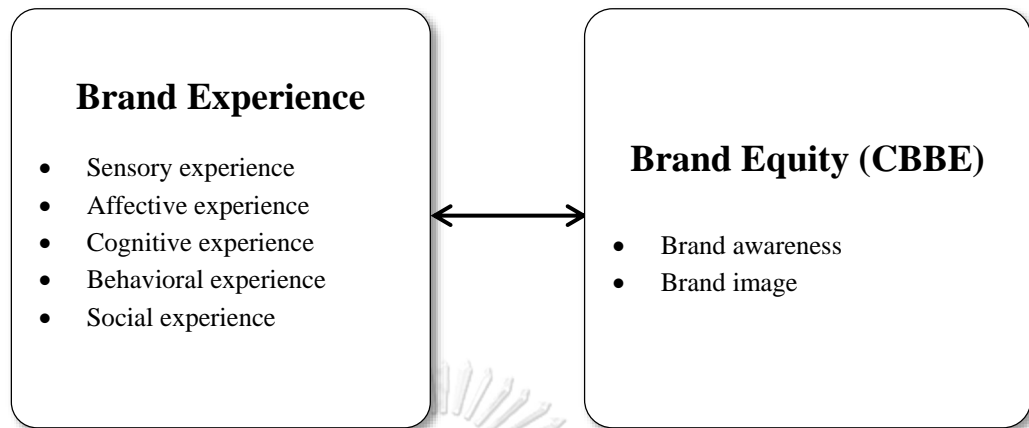 Brand Experience
• Sensory experience
• Affective experience
• Cognitive experience
• Behavioral experience
• Social experience
Brand Equity (CBBE)
• Brand awareness
• Brand image